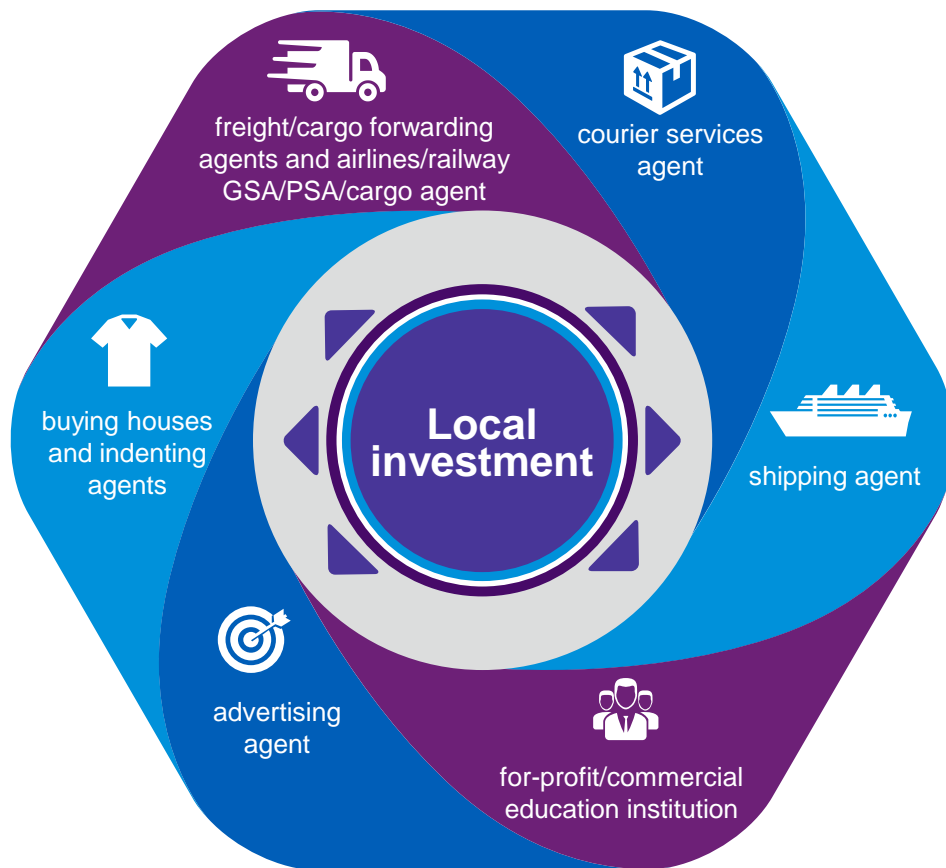 freight/cargo forwarding
agents and airlines/railway
GSA/PSA/cargo agent
courier services
agent
buying houses
and indenting
agents
Local
investment
shipping agent
advertising
agent
for-profit/commercial
education institution